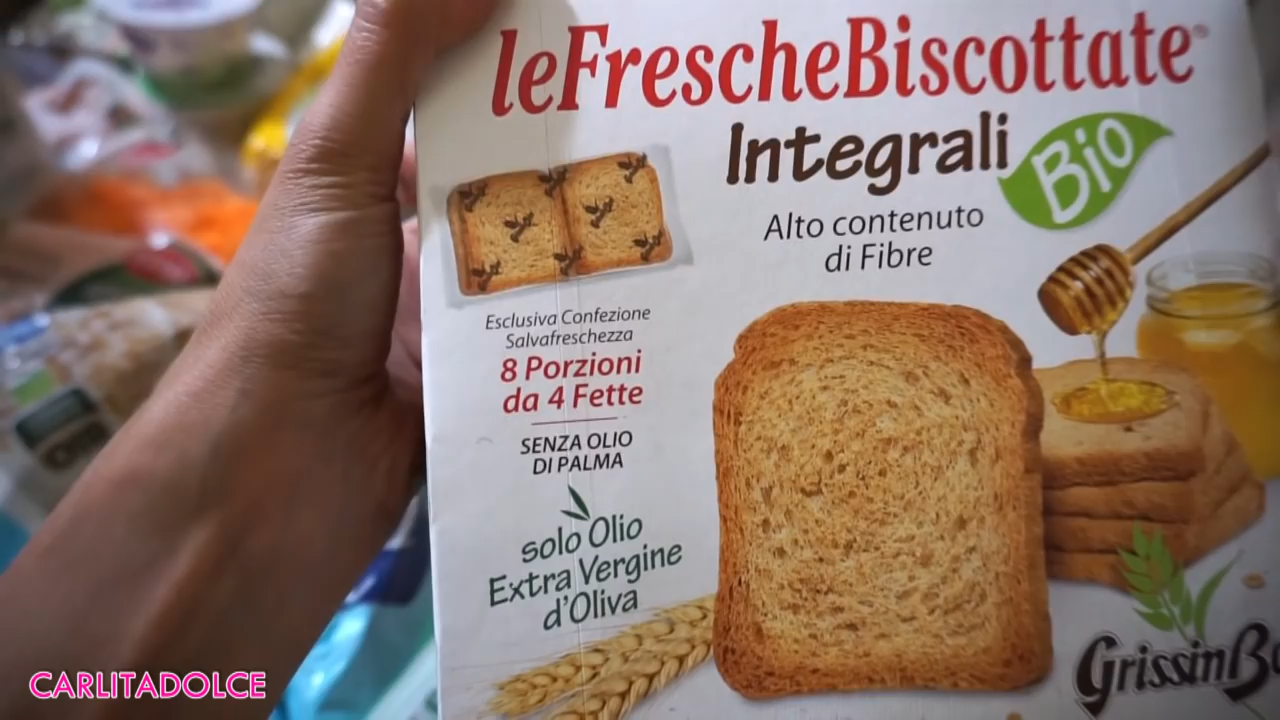 leFrescheBiscottate
Integrali
Bio
Alto contenuto
di Fibre
Esclusiva Confezione
Salvafreschezza
8 Porzioni
da 4 Fette
SENZA OLIO
DI PALMA
solo Olio
Extra Vergine
d'Oliva
CARLITADOLCE